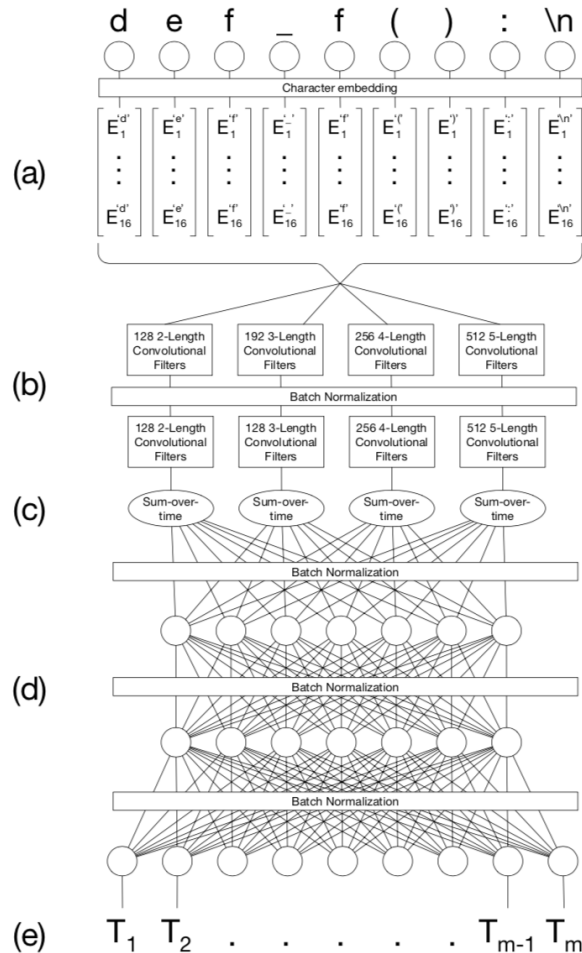 d e f _ f ( ) : \n
Character embedding
E1'd' E1'e' E1'f' E1'_' E1'f' E1'(' E1')' E1':' E1'\n'
. . . . . . . . .
. . . . . . . . .
. . . . . . . . .
(a)
E16'd' E16'e' E16'f' E16'_' E16'f' E16'(' E16')' E16':' E16'\n'
128 2-Length 192 3-Length 256 4-Length 512 5-Length
Convolutional Convolutional Convolutional Convolutional
Filters Filters Filters Filters
(b)
Batch Normalization
128 2-Length 128 3-Length 256 4-Length 512 5-Length
Convolutional Convolutional Convolutional Convolutional
Filters Filters Filters Filters
(c)
Sum-over- Sum-over- Sum-over- Sum-over-
time time time time
Batch Normalization
(d)
Batch Normalization
Batch Normalization
(e) T1 T2 . . . . . Tm-1 Tm